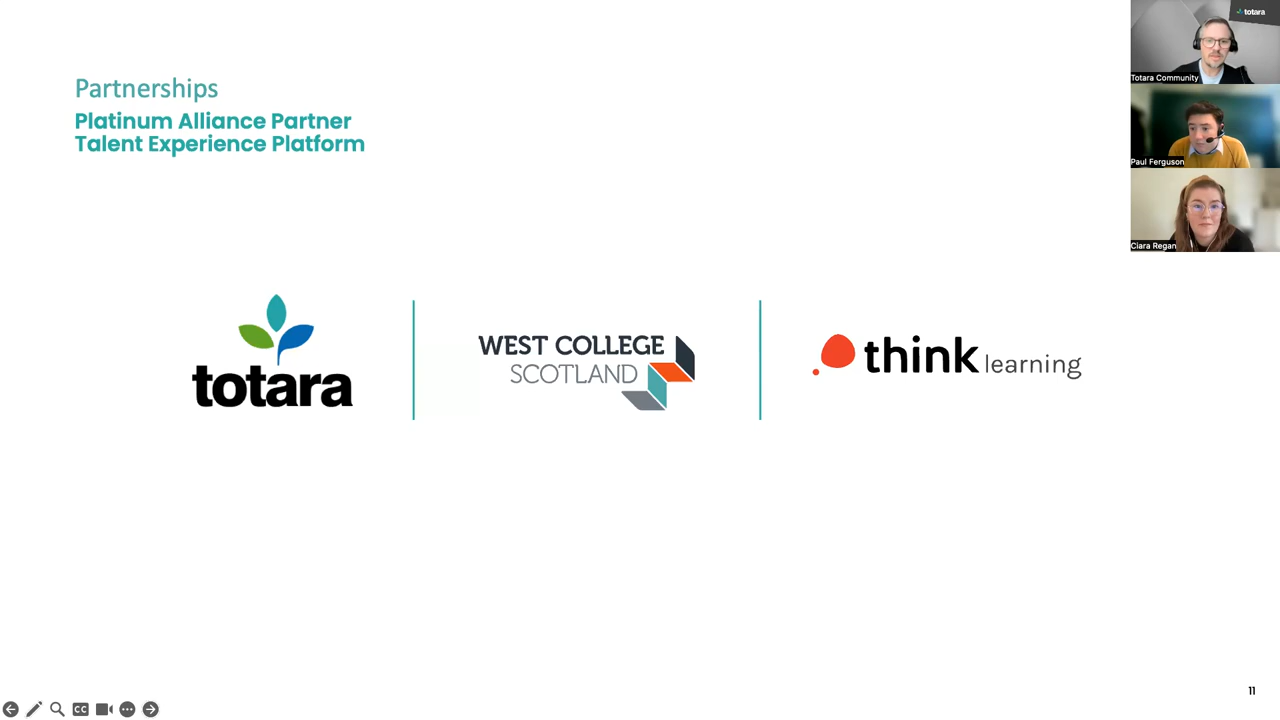 Partnerships
Platinum Alliance Partner
Talent Experience Platform
totara
WEST COLLEGE
SCOTLAND
think learning
totara
Totara Community
Paul Ferguson
Ciara Regan
CC
11